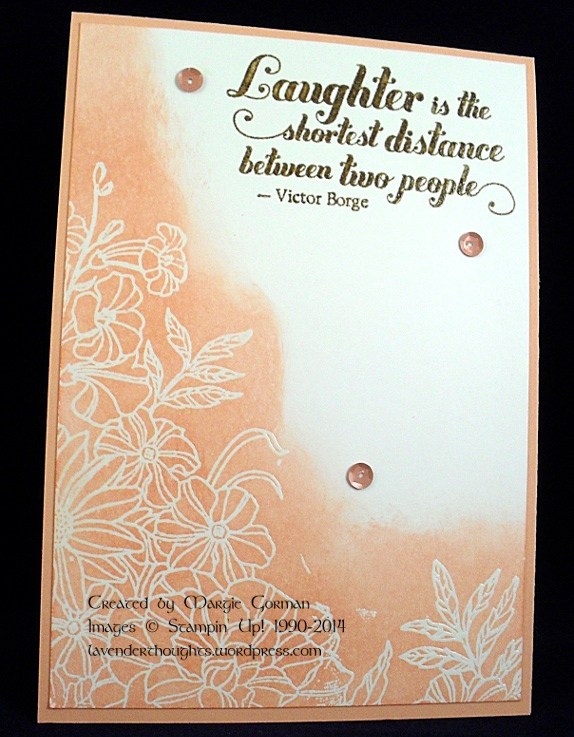 Laughter is the
shortest distance
between two people
— Victor Borge
Created by Margie Gorman
Images © Stampin' Up! 1990-2014
lavenderthoughts.wordpress.com